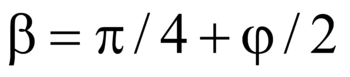 β = π / 4 + φ / 2